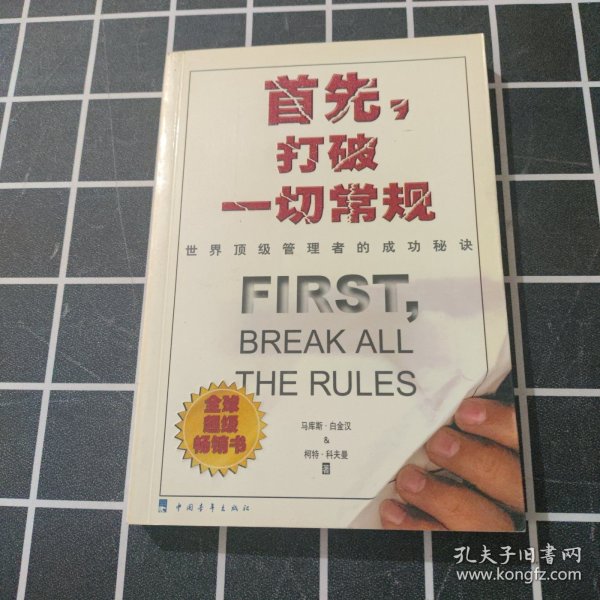 首先，
打破
一切常规
世界顶级管理者的成功秘诀
FIRST,
BREAK ALL
THE RULES
全球
超级
畅销书
马库斯·白金汉
&
柯特·科夫曼
著
中国青年出版社
孔夫子旧书网
www.kongfz.com